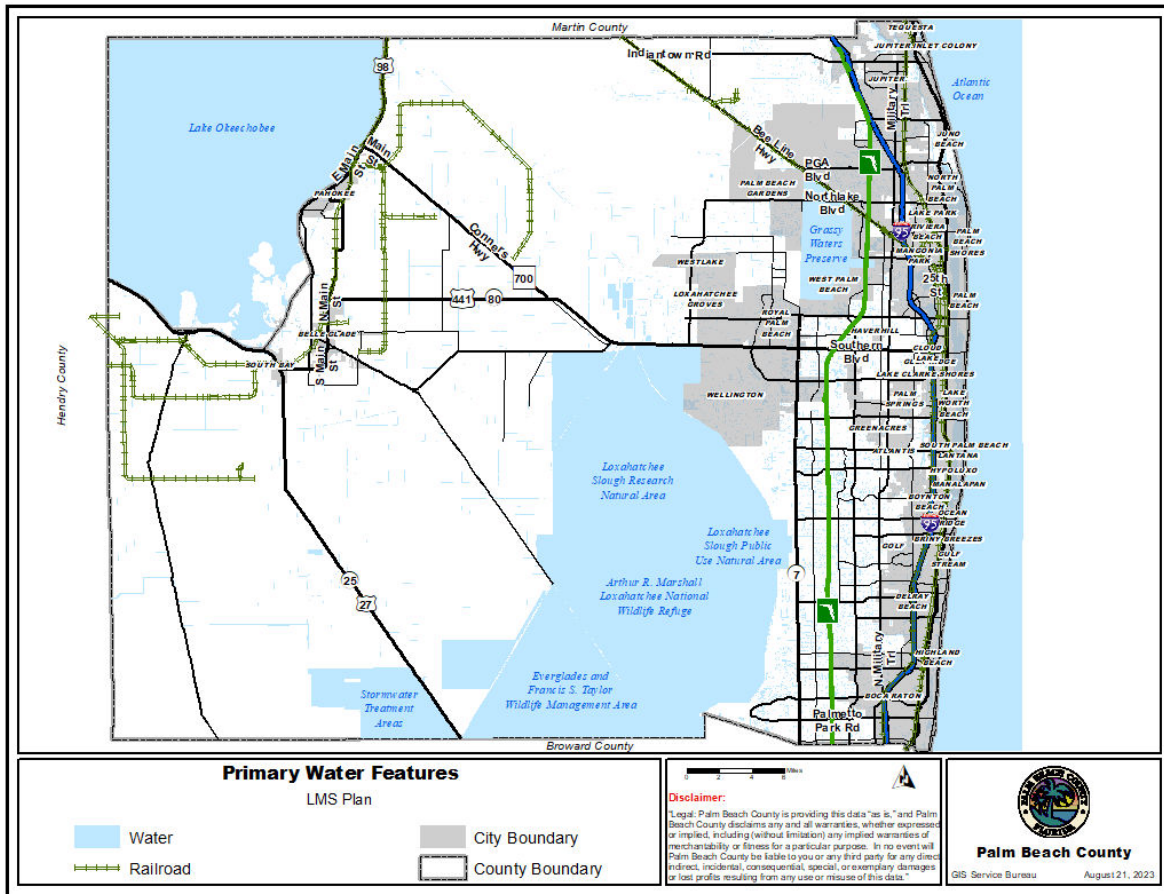 Martin County
TEQUESTA
JUPITER INLET COLONY
98
Indiantown Rd
JUPITER
Military
Trl
Atlantic
Ocean
Lake Okeechobee
JUNO
BEACH
Bee Line
Hwy
Main
St
E Main
St
PAHOKEE
PGA
Blvd
PALM BEACH
GARDENS
Northlake
Blvd
NORTH
PALM
BEACH
LAKE PARK
RIVIERA
BEACH
95
PALM
BEACH
SHORES
MANGONIA
PARK
Grassy
Waters
Preserve
Conners
Hwy
700
WESTLAKE
25t
St
WEST PALM
BEACH
LOXAHATCHEE
GROVES
PALM
BEACH
441
80
N Main
St
ROYAL
PALM
BEACH
HAVERHILL
BELLE GLADE
Southern
Blvd
CLOUD
LAKE
GLEN RIDGE
SOUTH BAY
S Main
St
LAKE CLARKE SHORES
Hendry County
WELLINGTON
PALM
SPRINGS
LAKE
WORTH
BEACH
GREENACRES
SOUTH PALM BEACH
ATLANTIS
LANTANA
HYPOLUXO
MANALAPAN
Loxahatchee
Slough Research
Natural Area
BOYNTON
BEACH
OCEAN
RIDGE
95
BRINY BREEZES
Loxahatchee
Slough Public
Use Natural Area
GOLF
GULF
STREAM
7
25
27
Arthur R. Marshall
Loxahatchee National
Wildlife Refuge
DELRAY
BEACH
N Military
Trl
HIGHLAND
BEACH
Everglades and
Francis S. Taylor
Wildlife Management Area
Stormwater
Treatment
Areas
BOCA RATON
Palmetto
Park Rd
Broward County
Primary Water Features
LMS Plan
Water
City Boundary
Railroad
County Boundary
0 2 4 8 Miles
N
Disclaimer:
"Legal: Palm Beach County is providing this data "as is," and Palm
Beach County disclaims any and all warranties, whether expressed
or implied, including (without limitation) any implied warranties of
merchantability or fitness for a particular purpose. In no event will
Palm Beach County be liable to you or any third party for any direct
indirect, incidental, consequential, special, or exemplary damages
or lost profits resulting from any use or misuse of this data."
PALM BEACH COUNTY
FLORIDA
Palm Beach County
GIS Service Bureau August 21, 2023